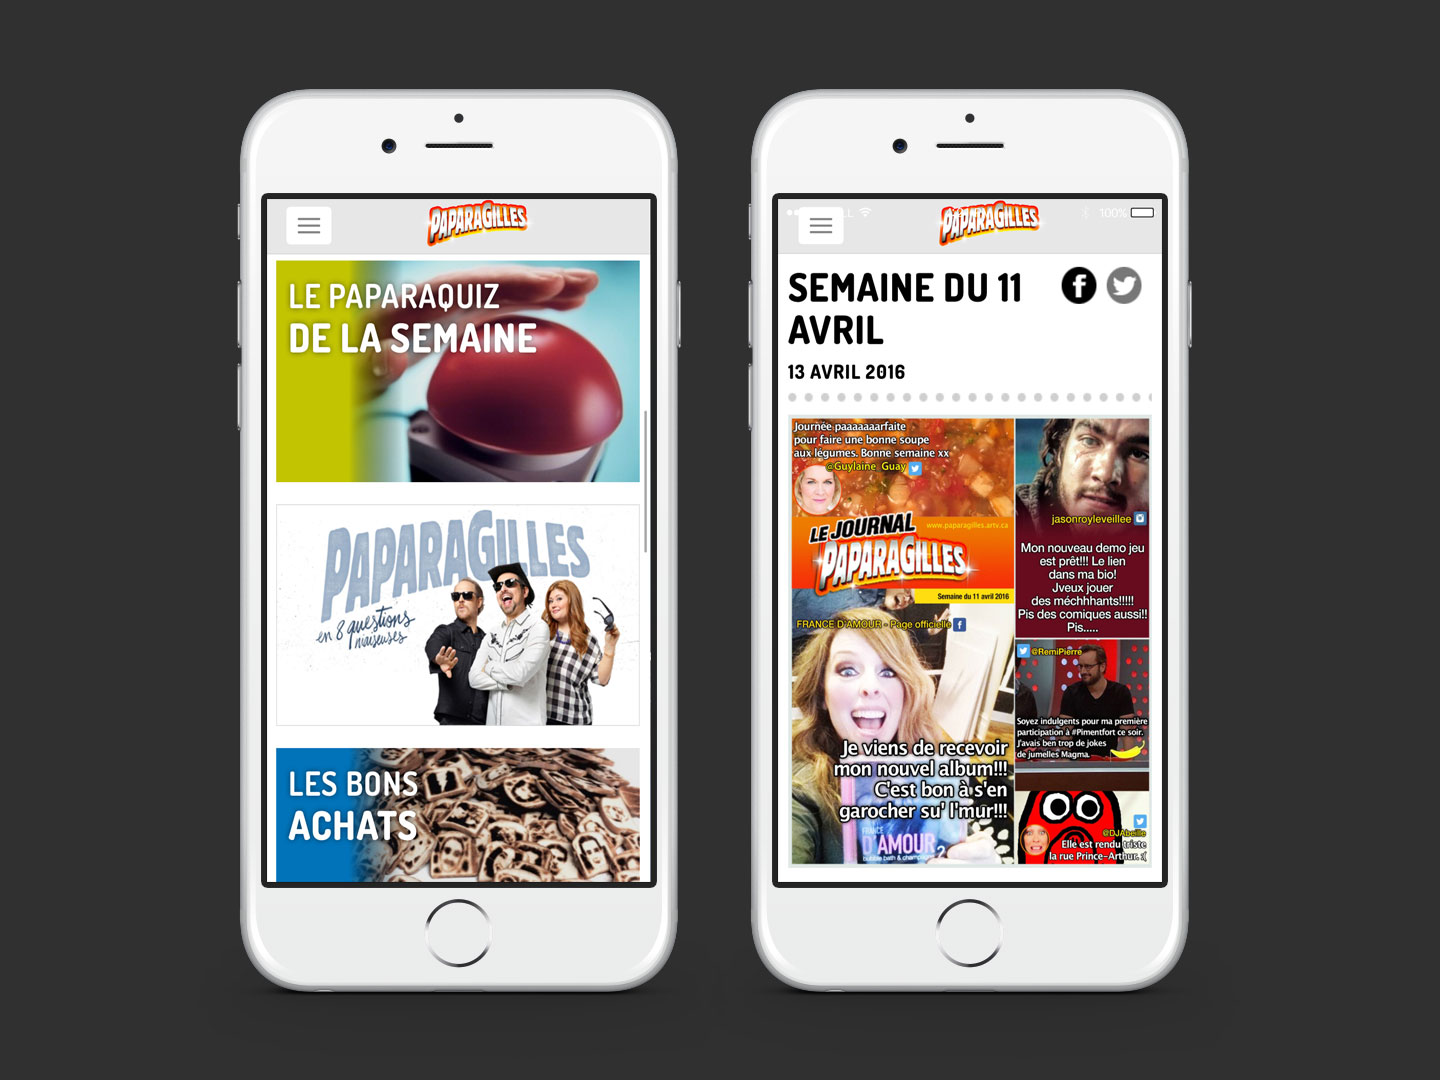 PAPARAGILLES
LE PAPARAQUIZ
DE LA SEMAINE
PAPARAGILLES
en 8 questions
niaiseuses
LES BONS
ACHATS
LL
100%
PAPARAGILLES
SEMAINE DU 11
AVRIL
13 AVRIL 2016
Journée paaaaaaarfaite
pour faire une bonne soupe
aux légumes. Bonne semaine xx
@Guylaine Guay
LE JOURNAL
www.paparagilles.artv.ca
PAPARAGILLES
Semaine du 11 avril 2016
FRANCE D'AMOUR - Page officielle
Je viens de recevoir
mon nouvel album!!!
C'est bon à s'en
garocher su' l'mur!!!
FRANCE
D'AMOUR
bubble bath & champagne 2
jasonroyleveillee
Mon nouveau demo jeu
est prêt!!! Le lien
dans ma bio!
Jveux jouer
des méchhhants!!!!!
Pis des comiques aussi!!
Pis.....
@RemiPierre
Soyez indulgents pour ma première
participation à #Pimentfort ce soir.
J'avais ben trop de jokes
de jumelles Magma.
@DJAbeille
Elle est rendu triste
la rue Prince-Arthur. :(